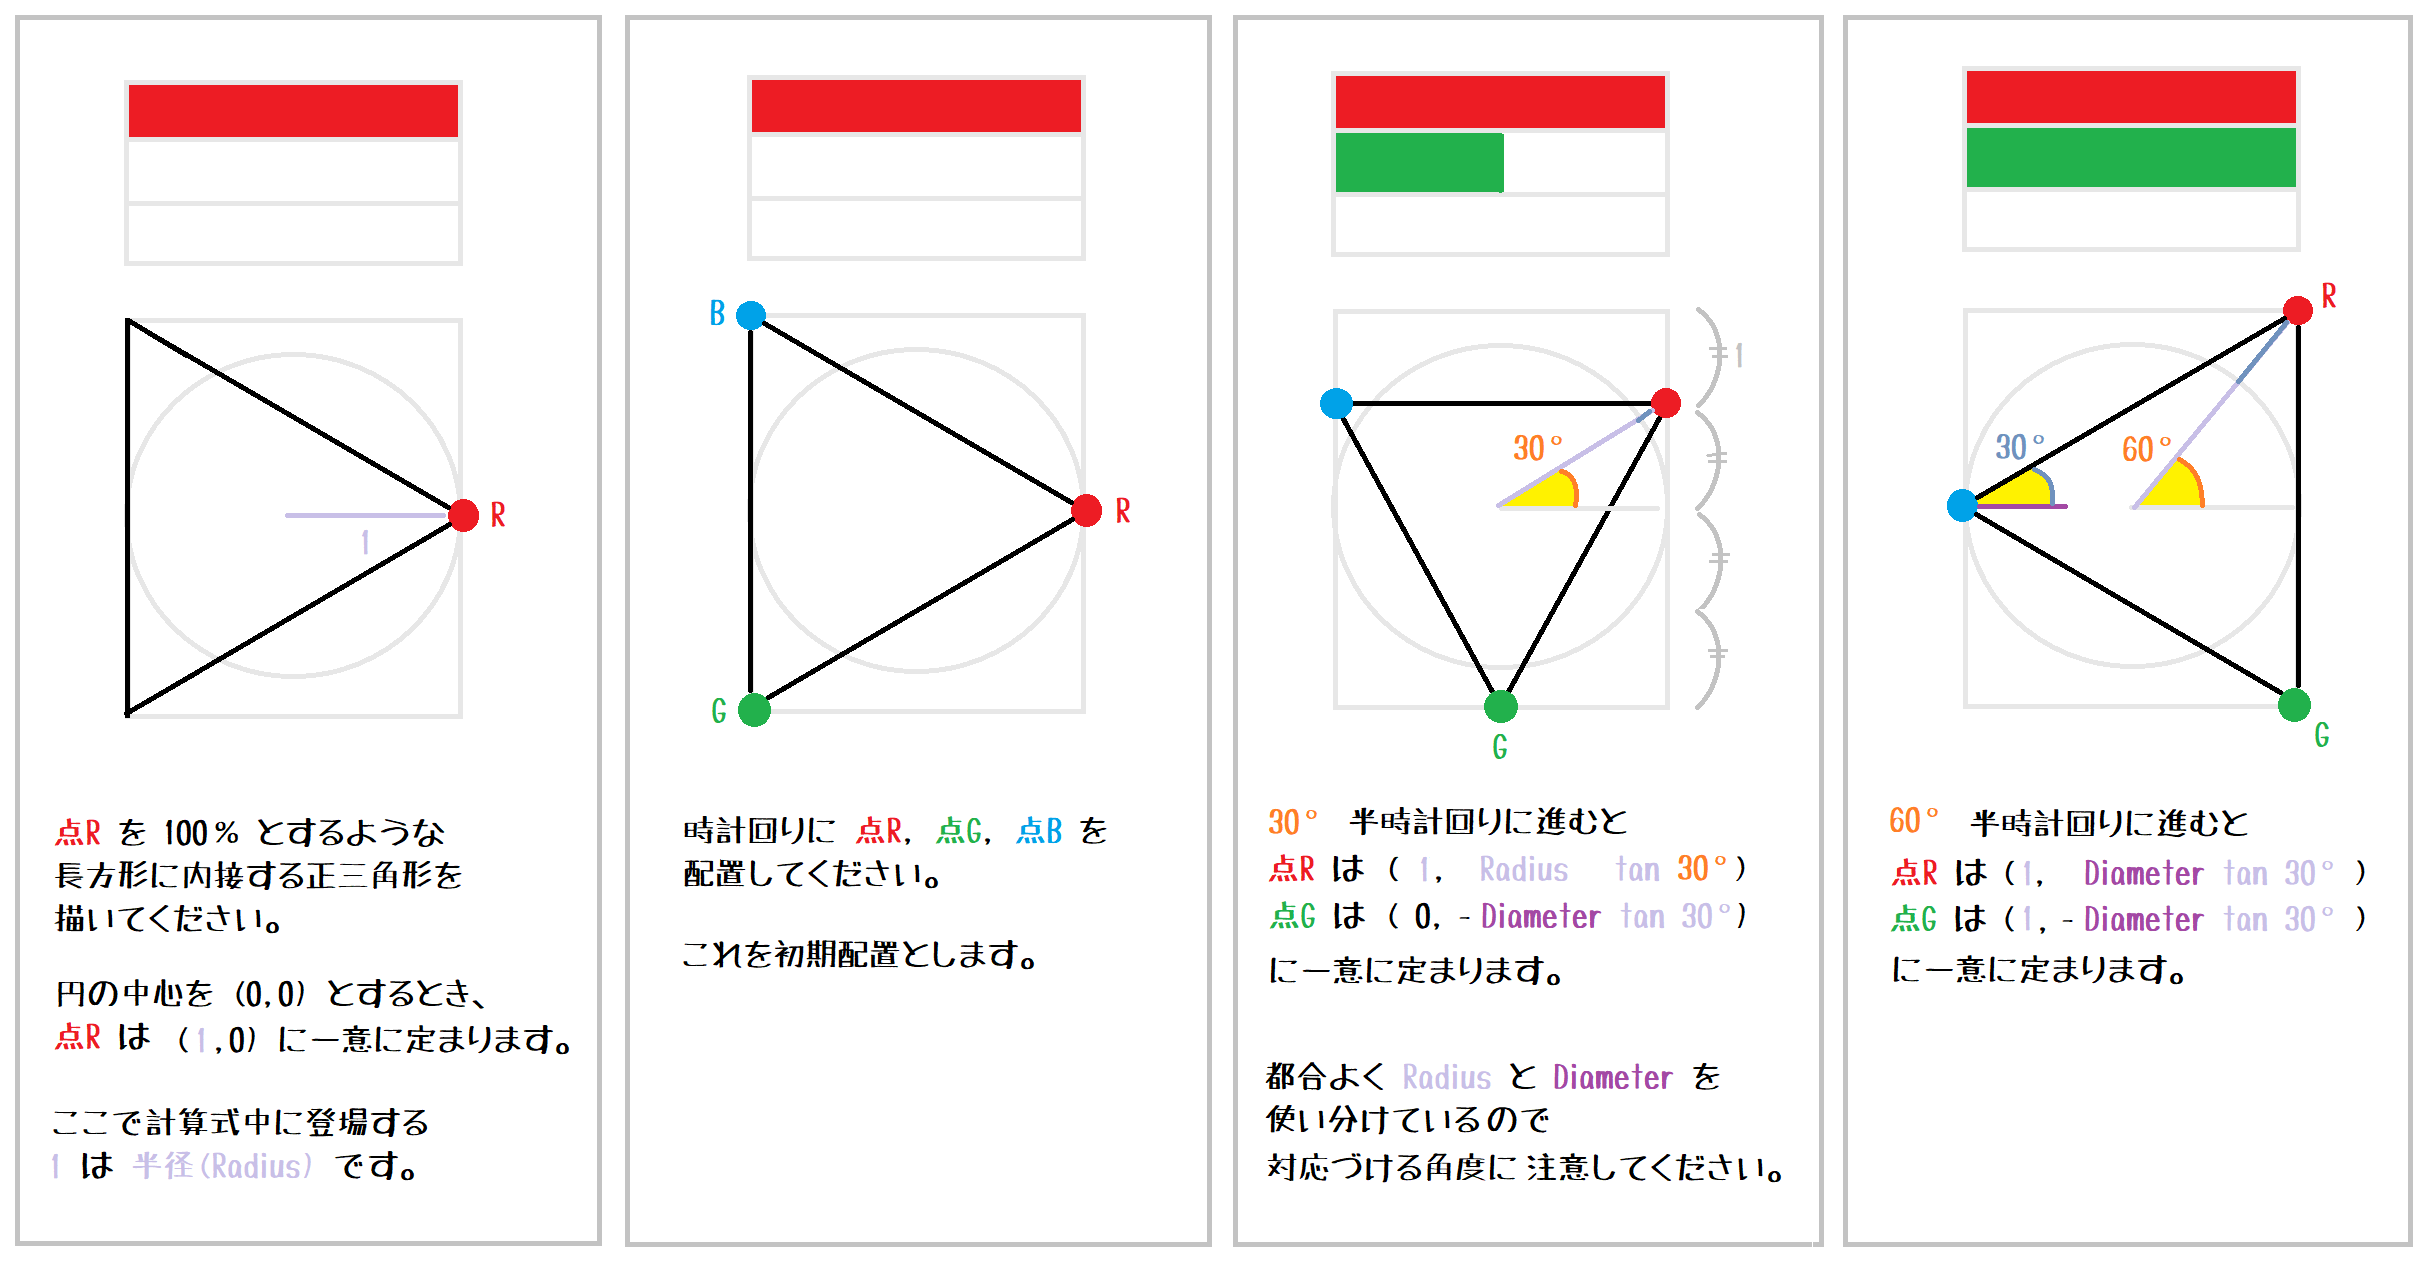 1
R
点R を 100% とするような
長方形に内接する正三角形を
描いてください。
円の中心を (0,0) とするとき、
点R は (1,0) に一意に定まります。
ここで計算式中に登場する
1 は 半径(Radius) です。
B
R
G
時計回りに 点R, 点G, 点B を
配置してください。
これを初期配置とします。
1
30°
G
30° 半時計回りに進むと
点R は ( 1, Radius tan 30°)
点G は ( 0, -Diameter tan 30°)
に一意に定まります。
都合よく Radius と Diameter を
使い分けているので
対応づける角度に注意してください。
R
30°
60°
G
60° 半時計回りに進むと
点R は (1, Diameter tan 30° )
点G は (1, -Diameter tan 30° )
に一意に定まります。